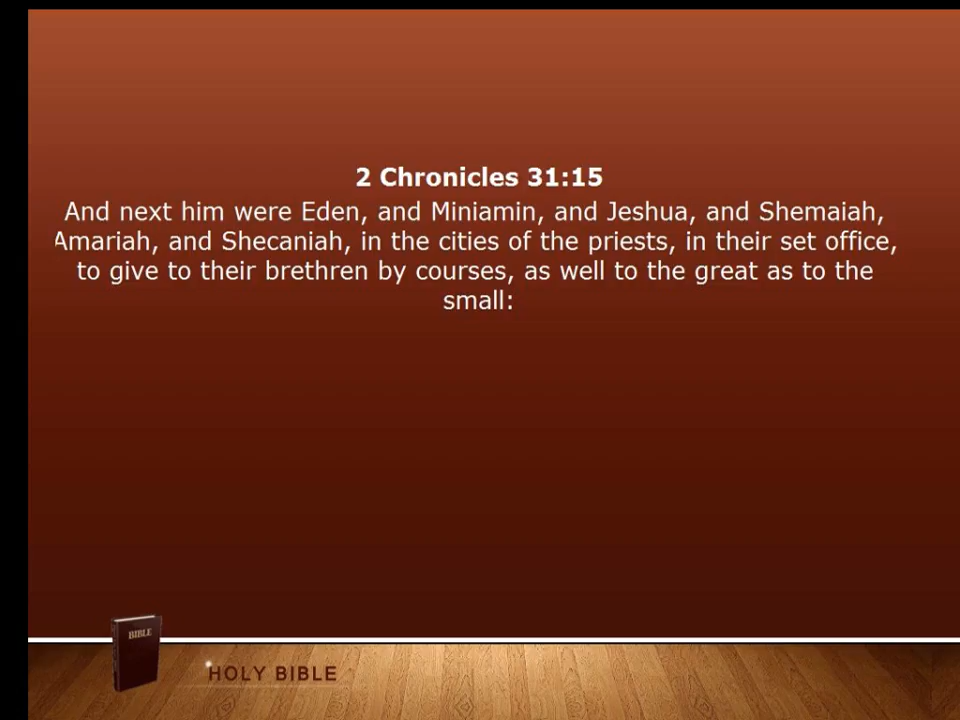 2 Chronicles 31:15
And next him were Eden, and Miniamin, and Jeshua, and Shemaiah,
Amariah, and Shecaniah, in the cities of the priests, in their set office,
to give to their brethren by courses, as well to the great as to the
small:
BIBLE
HOLY BIBLE